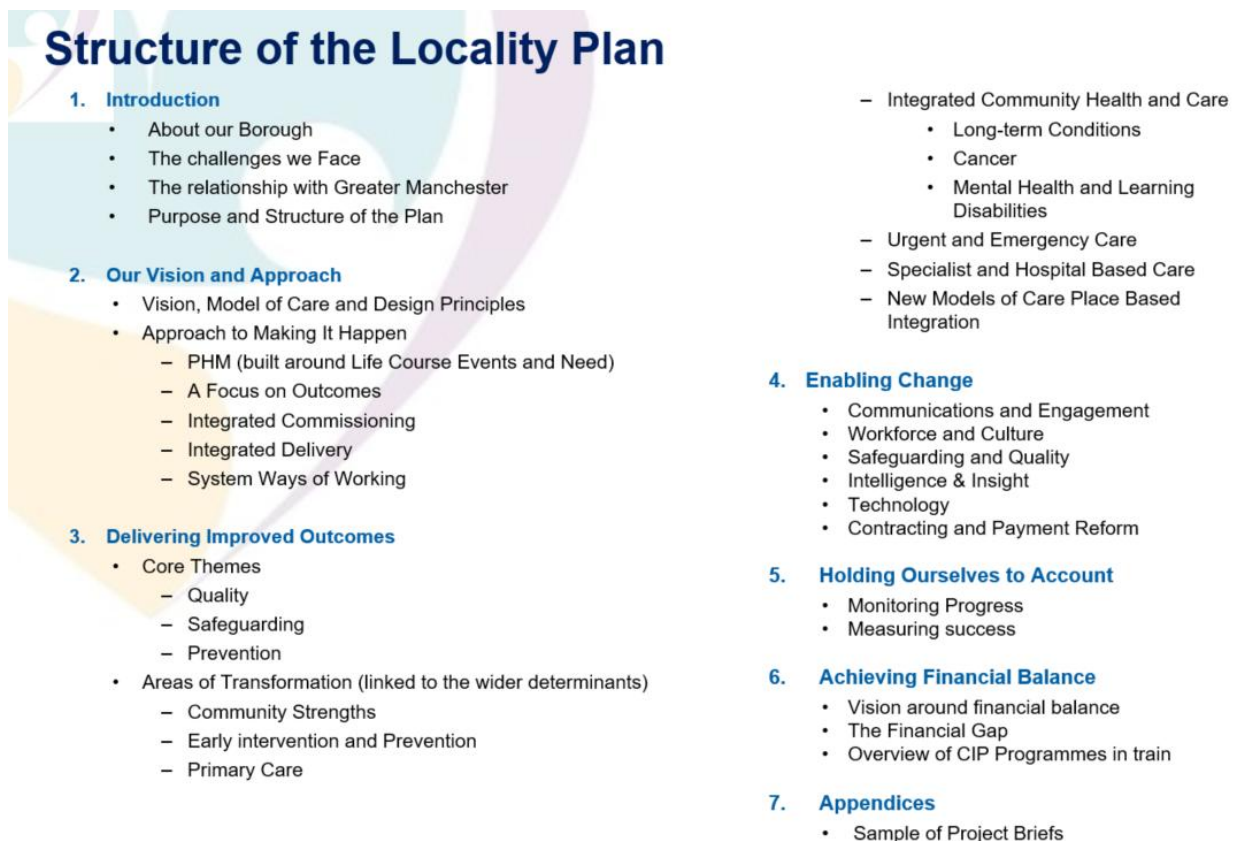 Structure of the Locality Plan
1. Introduction
• About our Borough
• The challenges we Face
• The relationship with Greater Manchester
• Purpose and Structure of the Plan
2. Our Vision and Approach
• Vision, Model of Care and Design Principles
• Approach to Making It Happen
– PHM (built around Life Course Events and Need)
– A Focus on Outcomes
– Integrated Commissioning
– Integrated Delivery
– System Ways of Working
3. Delivering Improved Outcomes
• Core Themes
– Quality
– Safeguarding
– Prevention
• Areas of Transformation (linked to the wider determinants)
– Community Strengths
– Early intervention and Prevention
– Primary Care
– Integrated Community Health and Care
• Long-term Conditions
• Cancer
• Mental Health and Learning
Disabilities
– Urgent and Emergency Care
– Specialist and Hospital Based Care
– New Models of Care Place Based
Integration
4. Enabling Change
• Communications and Engagement
• Workforce and Culture
• Safeguarding and Quality
• Intelligence & Insight
• Technology
• Contracting and Payment Reform
5. Holding Ourselves to Account
• Monitoring Progress
• Measuring success
6. Achieving Financial Balance
• Vision around financial balance
• The Financial Gap
• Overview of CIP Programmes in train
7. Appendices
• Sample of Project Briefs